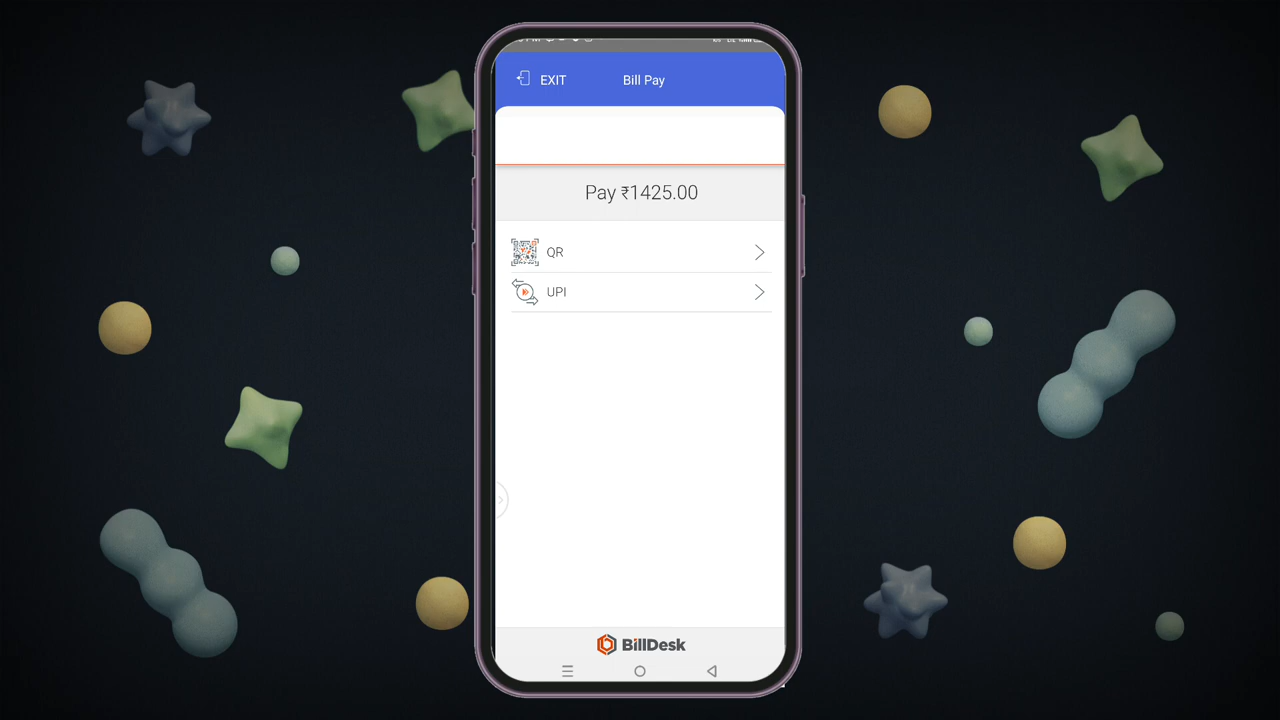 EXIT
Bill Pay
Pay ₹1425.00
QR
UPI
BillDesk